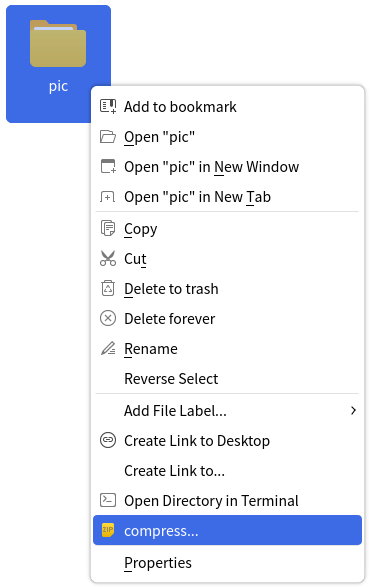 pic
Add to bookmark
Open "pic"
Open "pic" in New Window
Open "pic" in New Tab
Copy
Cut
Delete to trash
Delete forever
Rename
Reverse Select
Add File Label...
Create Link to Desktop
Create Link to...
Open Directory in Terminal
ZIP compress...
Properties